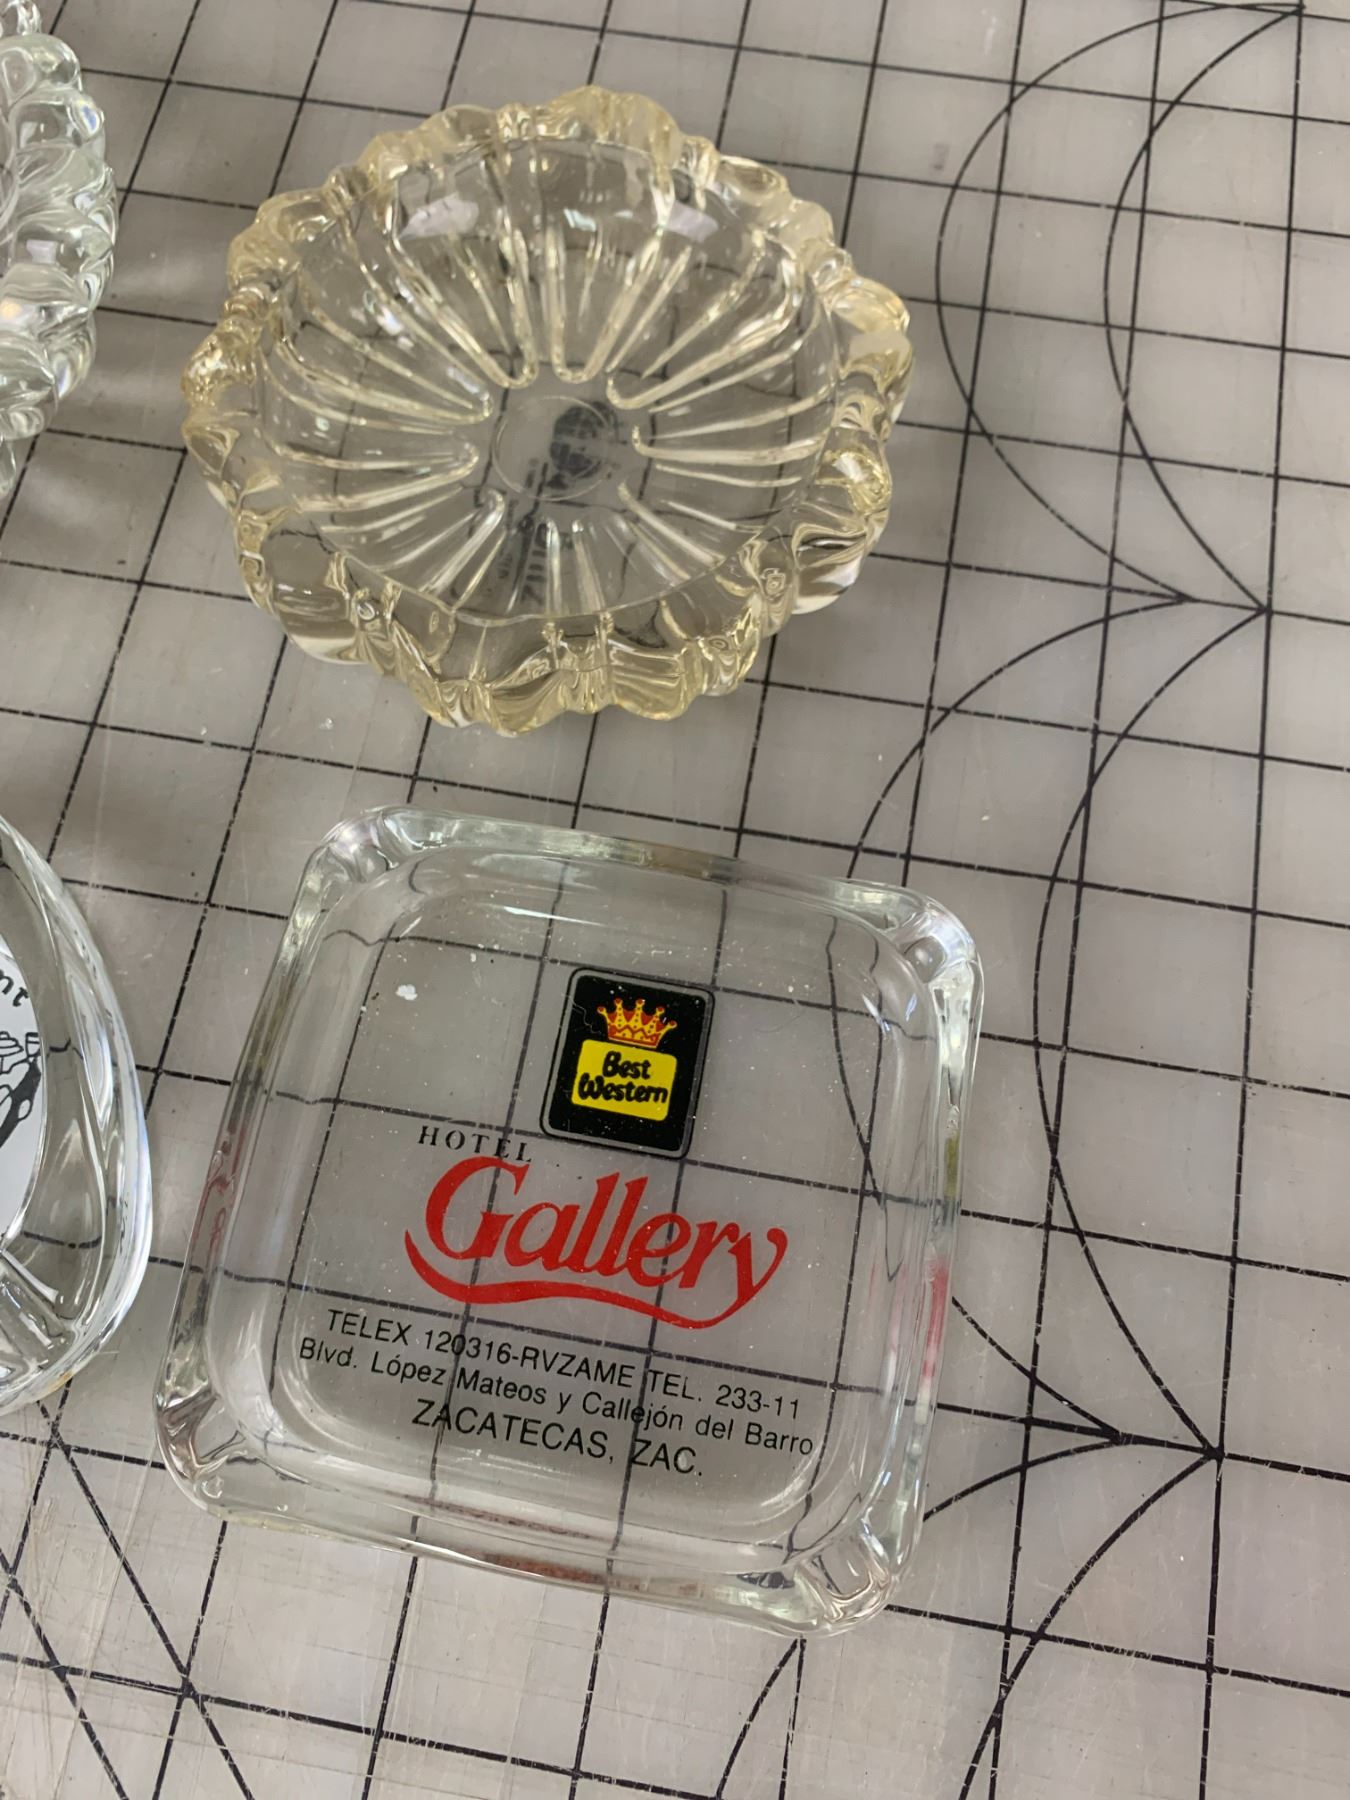 Best
Western
HOTEL
Gallery
TELEX 120316-RVZAME TEL. 233-11
Blvd. López Mateos y Callejón del Barro
ZACATECAS, ZAC.